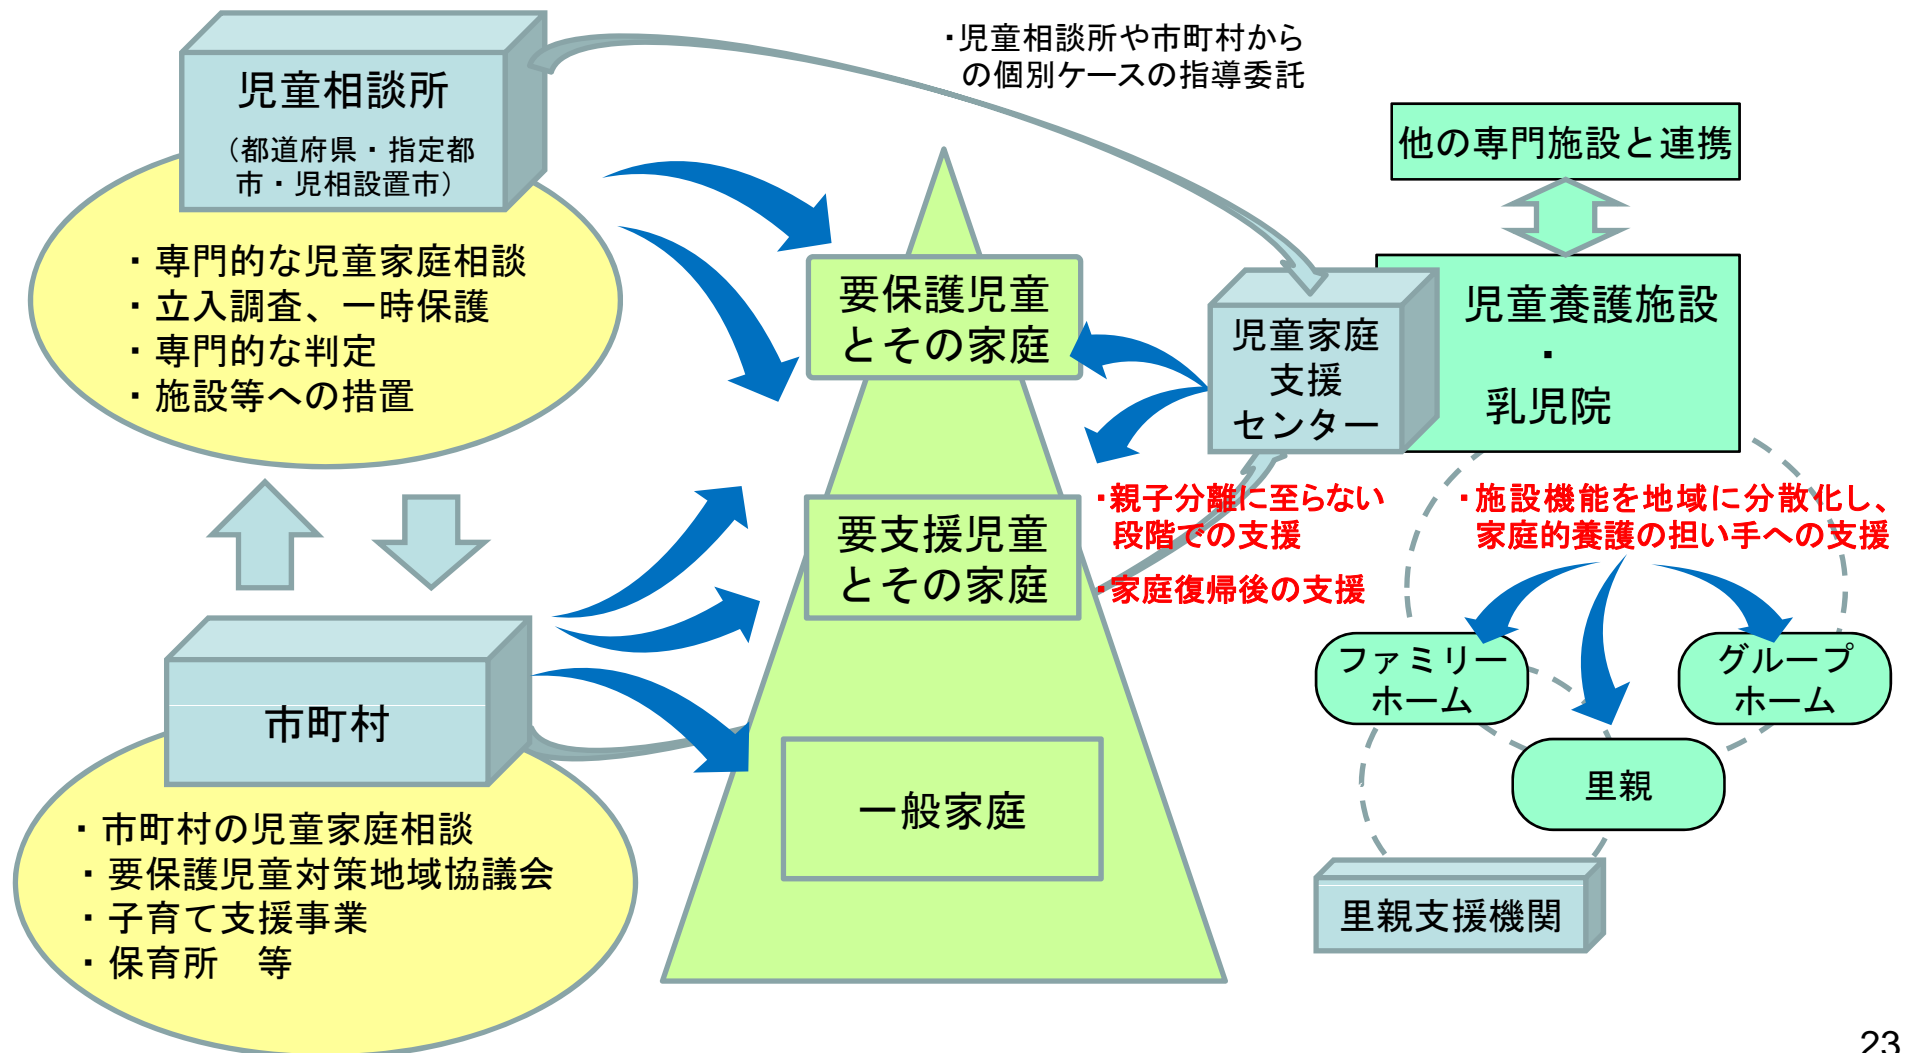 児童相談所
（都道府県・指定都
市・児相設置市）
・専門的な児童家庭相談
・立入調査、一時保護
・専門的な判定
・施設等への措置
市町村
・市町村の児童家庭相談
・要保護児童対策地域協議会
・子育て支援事業
・保育所　等
・児童相談所や市町村から
の個別ケースの指導委託
要保護児童
とその家庭
要支援児童
とその家庭
一般家庭
児童家庭
支援
センター
・親子分離に至らない
段階での支援
・家庭復帰後の支援
他の専門施設と連携
児童養護施設
・
乳児院
・施設機能を地域に分散化し、
家庭的養護の担い手への支援
ファミリー
ホーム
グループ
ホーム
里親
里親支援機関
23